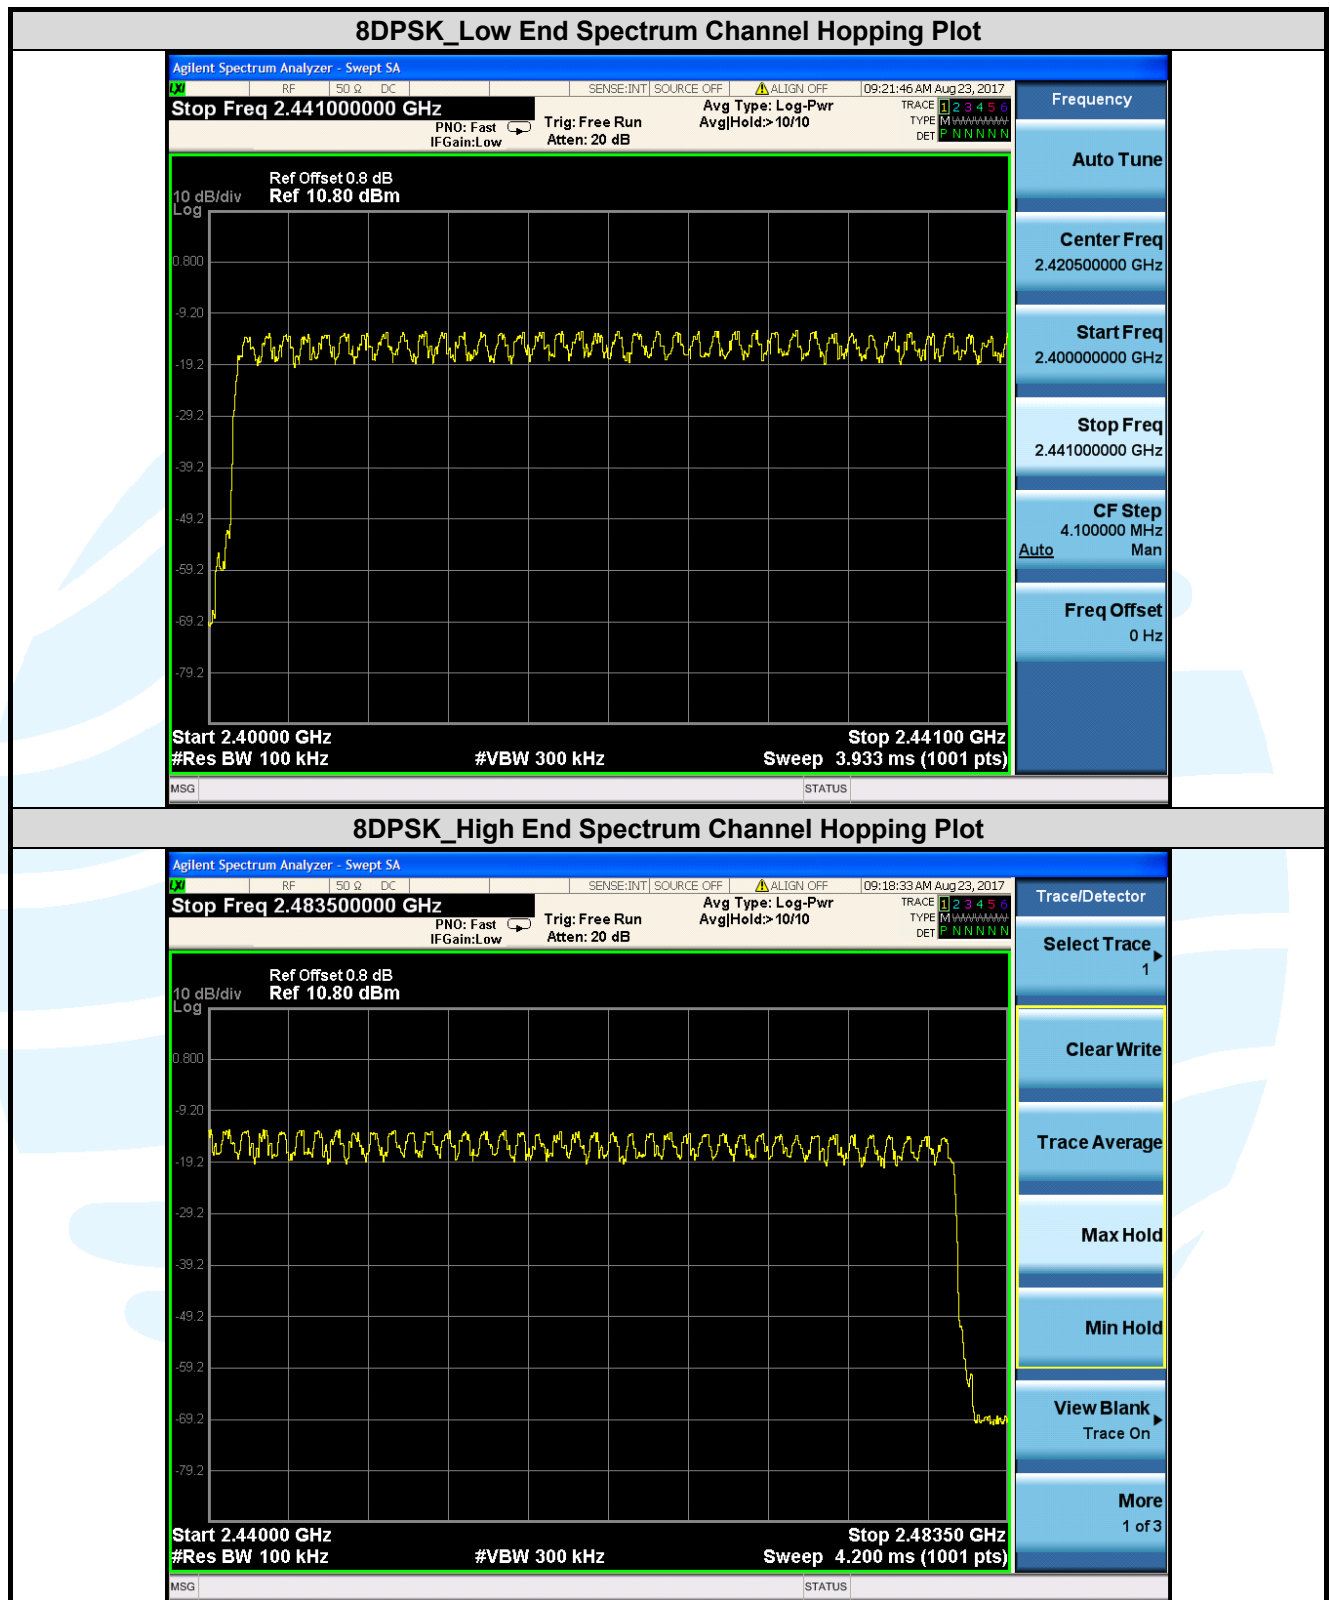 8DPSK_Low End Spectrum Channel Hopping Plot
Agilent Spectrum Analyzer - Swept SA
LXI RF 50 Ω DC SENSE:INT SOURCE OFF ALIGN OFF 09:21:46 AM Aug 23, 2017
Stop Freq 2.441000000 GHz
PNO: Fast
IFGain:Low
Trig: Free Run
Atten: 20 dB
Avg Type: Log-Pwr
Avg|Hold:> 10/10
TRACE 1 2 3 4 5 6
TYPE M
DET P N N N N N
Ref Offset 0.8 dB
10 dB/div Ref 10.80 dBm
Log
0.800
-9.20
-19.2
-29.2
-39.2
-49.2
-59.2
-69.2
-79.2
Start 2.40000 GHz Stop 2.44100 GHz
#Res BW 100 kHz #VBW 300 kHz Sweep 3.933 ms (1001 pts)
MSG STATUS
Frequency
Auto Tune
Center Freq
2.420500000 GHz
Start Freq
2.400000000 GHz
Stop Freq
2.441000000 GHz
CF Step
4.100000 MHz
Auto Man
Freq Offset
0 Hz
8DPSK_High End Spectrum Channel Hopping Plot
Agilent Spectrum Analyzer - Swept SA
LXI RF 50 Ω DC SENSE:INT SOURCE OFF ALIGN OFF 09:18:33 AM Aug 23, 2017
Stop Freq 2.483500000 GHz
PNO: Fast
IFGain:Low
Trig: Free Run
Atten: 20 dB
Avg Type: Log-Pwr
Avg|Hold:> 10/10
TRACE 1 2 3 4 5 6
TYPE M
DET P N N N N N
Ref Offset 0.8 dB
10 dB/div Ref 10.80 dBm
Log
0.800
-9.20
-19.2
-29.2
-39.2
-49.2
-59.2
-69.2
-79.2
Start 2.44000 GHz Stop 2.48350 GHz
#Res BW 100 kHz #VBW 300 kHz Sweep 4.200 ms (1001 pts)
MSG STATUS
Trace/Detector
Select Trace
1
Clear Write
Trace Average
Max Hold
Min Hold
View Blank
Trace On
More
1 of 3